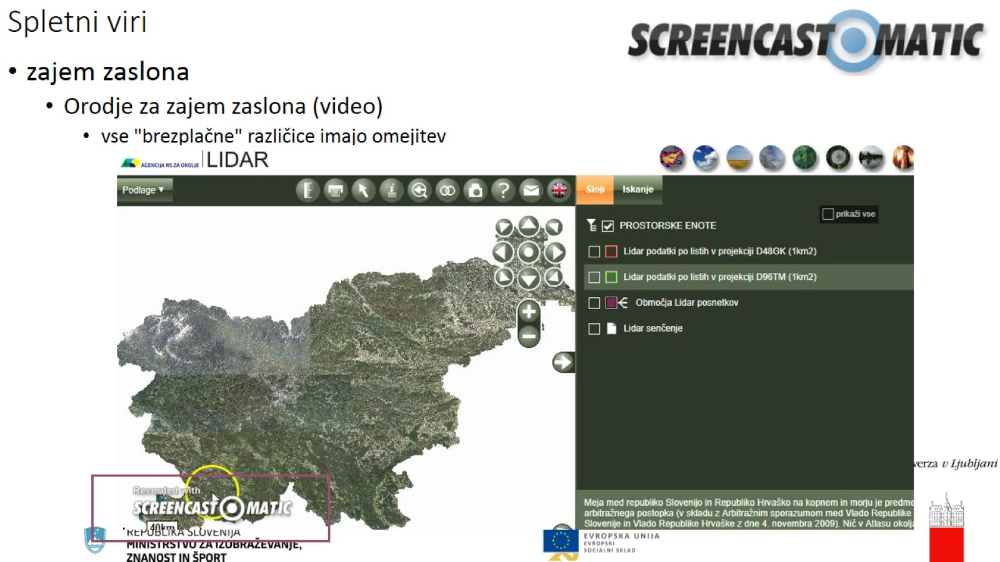 Spletni viri
SCREENCAST MATIC
• zajem zaslona
• Orodje za zajem zaslona (video)
• vse "brezplačne" različice imajo omejitev
AGENCIJA RS ZA OKOLJE
LIDAR
Podlage
Sloji
Iskanje
prikaži vse
PROSTORSKE ENOTE
Lidar podatki po listih v projekciji D48GK (1km2)
Lidar podatki po listih v projekciji D96TM (1km2)
Območja Lidar posnetkov
Lidar senčenje
verza v Ljubljani
Recorded with
SCREENCAST MATIC
40km
Meja med republiko Slovenijo in Republiko Hrvaško na kopnem in morju je predme
arbitražnega postopka (v skladu z Arbitražnim sporazumom med Vlado Republike
Slovenije in Vlado Republike Hrvaške z dne 4. novembra 2009). Nič v Atlasu okolja
REPUBLIKA SLOVENIJA
MINISTRSTVO ZA IZOBRAŽEVANJE,
ZNANOST IN ŠPORT
EVROPSKA UNIJA
EVROPSKI
SOCIALNI SKLAD